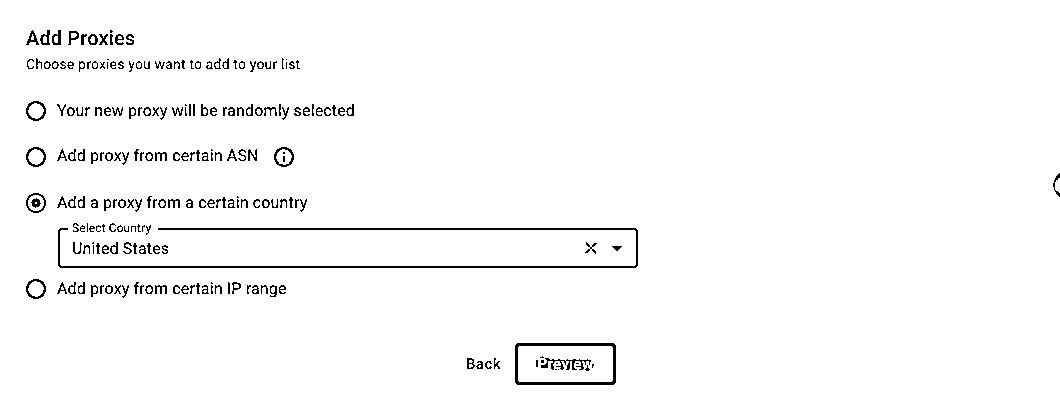 Add Proxies
Choose proxies you want to add to your list
Your new proxy will be randomly selected
Add proxy from certain ASN
Add a proxy from a certain country
Select Country
United States
Add proxy from certain IP range
Back Preview